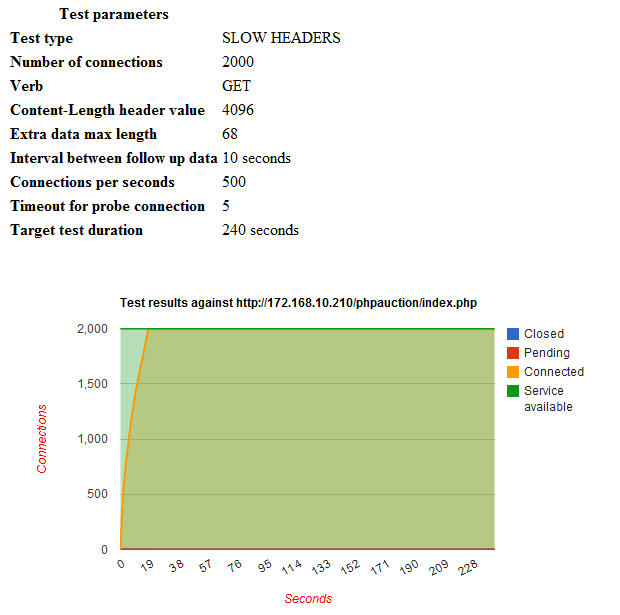 Test parameters
Test type SLOW HEADERS
Number of connections 2000
Verb GET
Content-Length header value 4096
Extra data max length 68
Interval between follow up data 10 seconds
Connections per seconds 500
Timeout for probe connection 5
Target test duration 240 seconds
Test results against http://172.168.10.210/phpauction/index.php
2,000
1,500
1,000
500
0
Connections
0 19 38 57 76 95 114 133 152 171 190 209 228
Seconds
Closed
Pending
Connected
Service
available